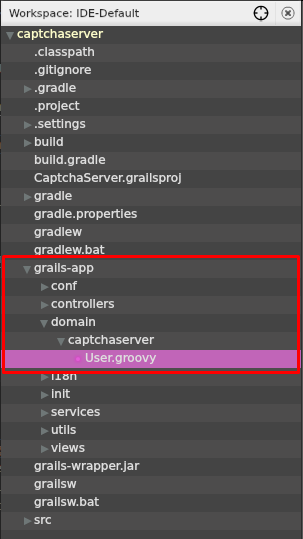 Workspace: IDE-Default
captchaserver
.classpath
.gitignore
.gradle
.project
.settings
build
build.gradle
CaptchaServer.grailsproj
gradle
gradle.properties
gradlew
gradlew.bat
grails-app
conf
controllers
domain
captchaserver
User.groovy
i18n
init
services
utils
views
grails-wrapper.jar
grailsw
grailsw.bat
src